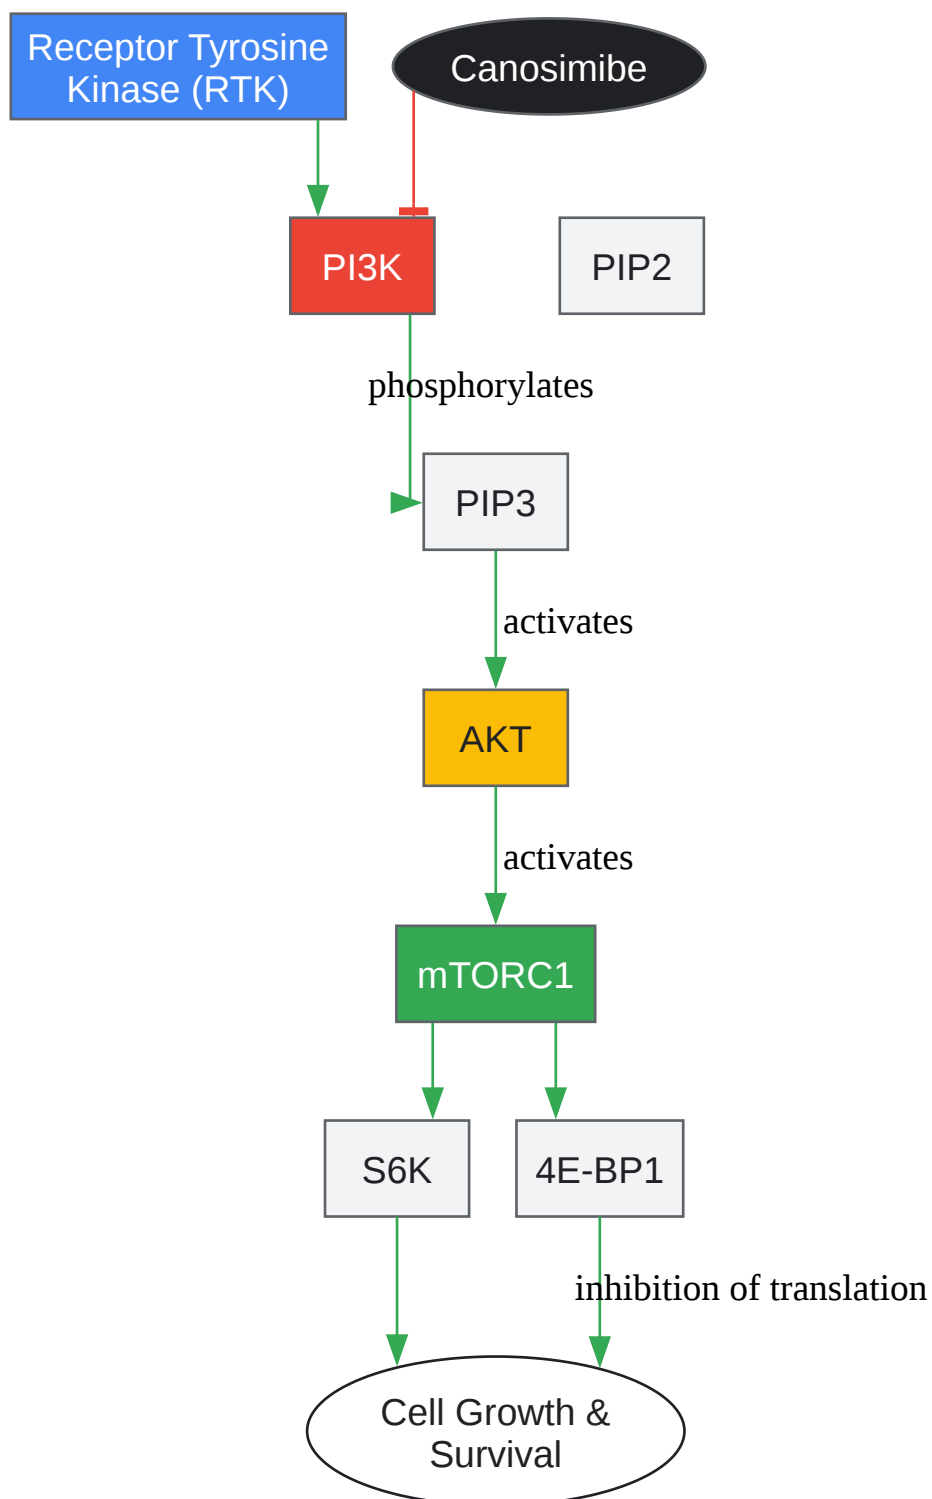 Receptor Tyrosine
Kinase (RTK)
Canosimibe
PI3K
PIP2
phosphorylates
PIP3
activates
AKT
activates
mTORC1
S6K
4E-BP1
inhibition of translation
Cell Growth &
Survival